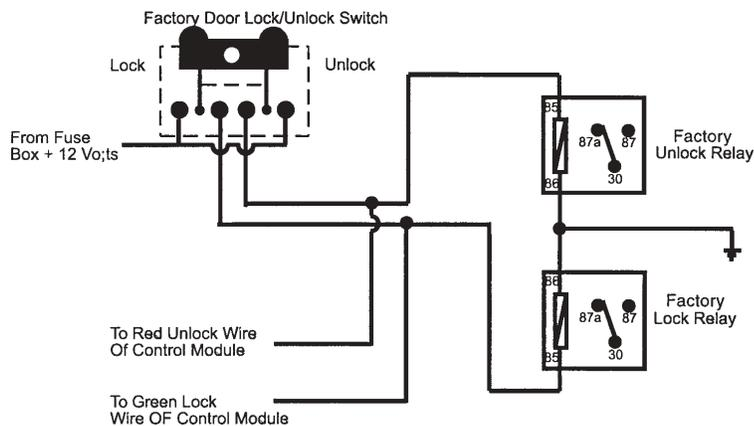 Factory Door Lock/Unlock Switch
Lock
Unlock
From Fuse
Box + 12 Vo;ts
85
87a
87
30
86
Factory
Unlock Relay
86
87a
87
30
85
Factory
Lock Relay
To Red Unlock Wire
Of Control Module
To Green Lock
Wire OF Control Module